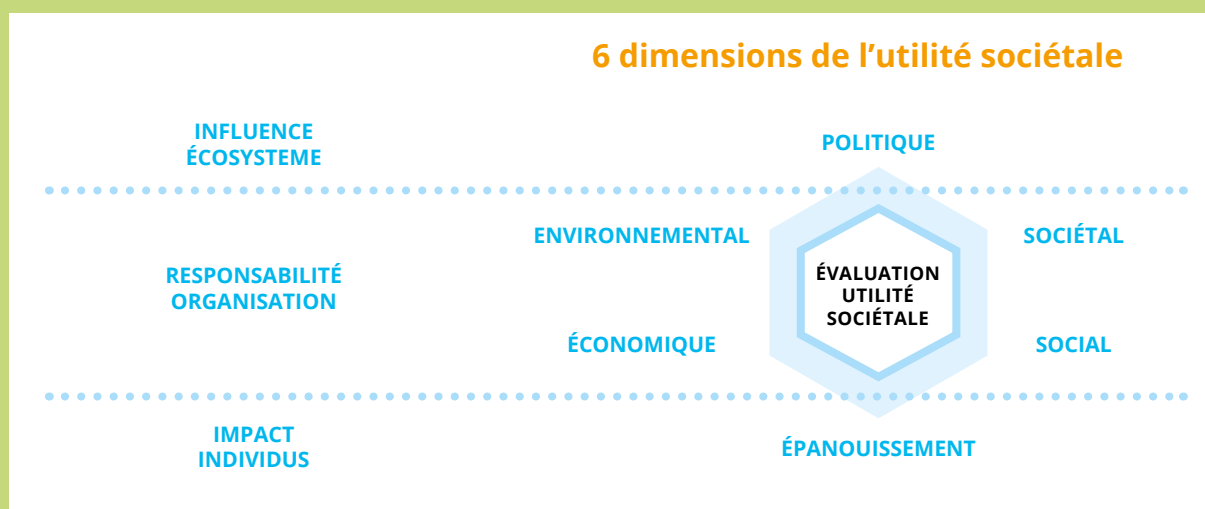 6 dimensions de l’utilité sociétale
INFLUENCE
ÉCOSYSTEME
POLITIQUE
ENVIRONNEMENTAL
SOCIÉTAL
RESPONSABILITÉ
ORGANISATION
ÉVALUATION
UTILITÉ
SOCIÉTALE
ÉCONOMIQUE
SOCIAL
IMPACT
INDIVIDUS
ÉPANOUISSEMENT